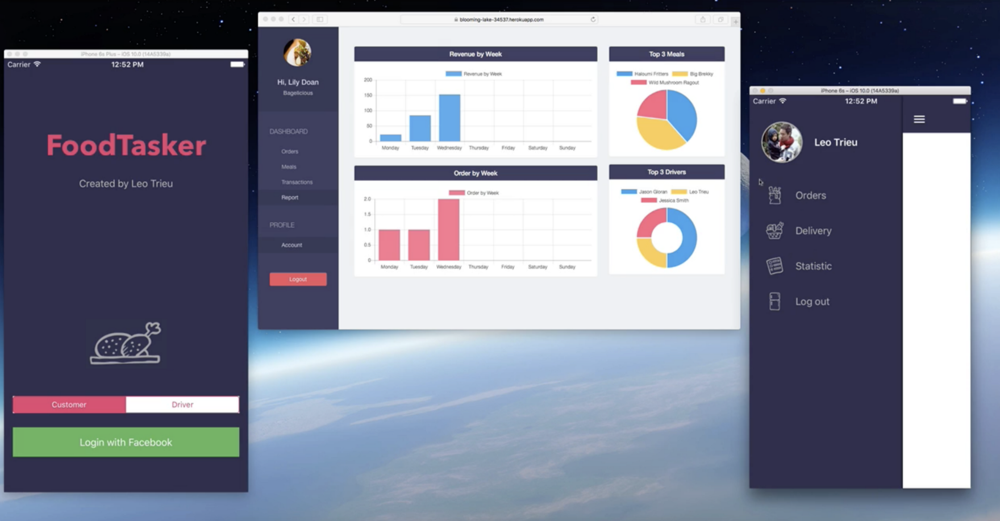 iPhone 6s Plus – iOS 10.0 (14A5339a)
Carrier 12:52 PM
FoodTasker
Created by Leo Trieu
Customer Driver
Login with Facebook
blooming-lake-34537.herokuapp.com
Hi, Lily Doan
Bagelicious
DASHBOARD
Orders
Meals
Transactions
Report
PROFILE
Account
Logout
Revenue by Week
Revenue by Week
200
150
100
50
0
Monday Tuesday Wednesday Thursday Friday Saturday Sunday
Top 3 Meals
Haloumi Fritters Big Brekky
Wild Mushroom Ragout
Order by Week
Order by Week
2.0
1.5
1.0
0.5
0
Monday Tuesday Wednesday Thursday Friday Saturday Sunday
Top 3 Drivers
Jason Gloran Leo Trieu
Jessica Smith
iPhone 6s – iOS 10.0 (14A5339a)
Carrier 12:52 PM
Leo Trieu
Orders
Delivery
Statistic
Log out